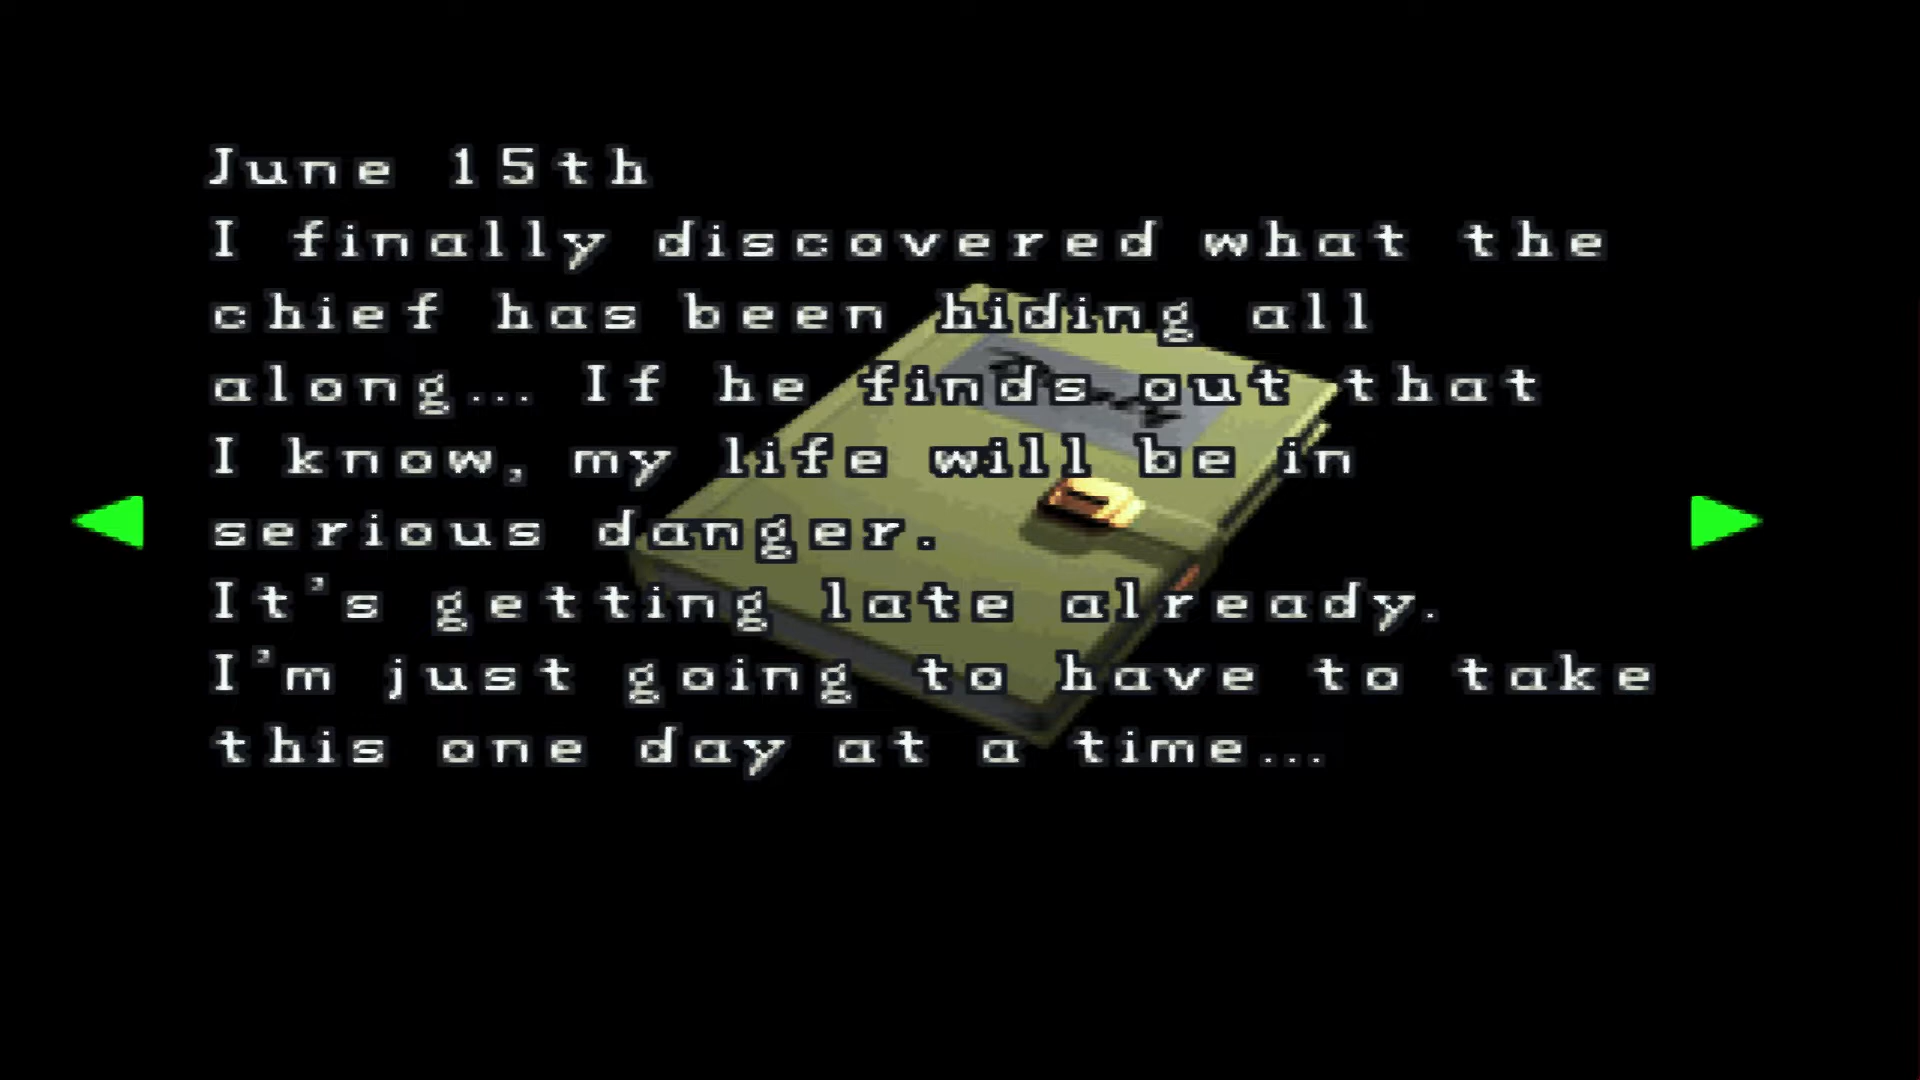 June 15th
I finally discovered what the
chief has been hiding all
along... If he finds out that
I know, my life will be in
serious danger.
It's getting late already.
I'm just going to have to take
this one day at a time...